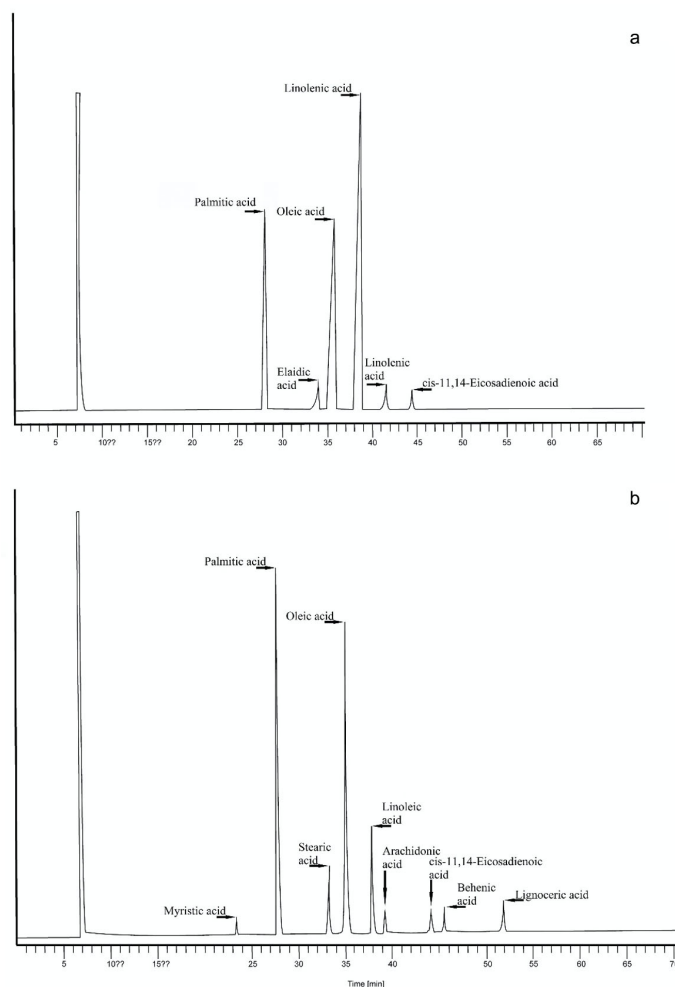 a
Linolenic acid
Palmitic acid
Oleic acid
Elaidic
acid
Linolenic
acid
cis-11,14-Eicosadienoic acid
5 10?? 15?? 20 25 30 35 40 45 50 55 60 65
b
Palmitic acid
Oleic acid
Linoleic
acid
Stearic
acid
Arachidonic
acid
cis-11,14-Eicosadienoic
acid
Behenic
acid
Lignoceric acid
Myristic acid
5 10?? 15?? 25 30 35 40 50 55 60 65 70
Time [min]